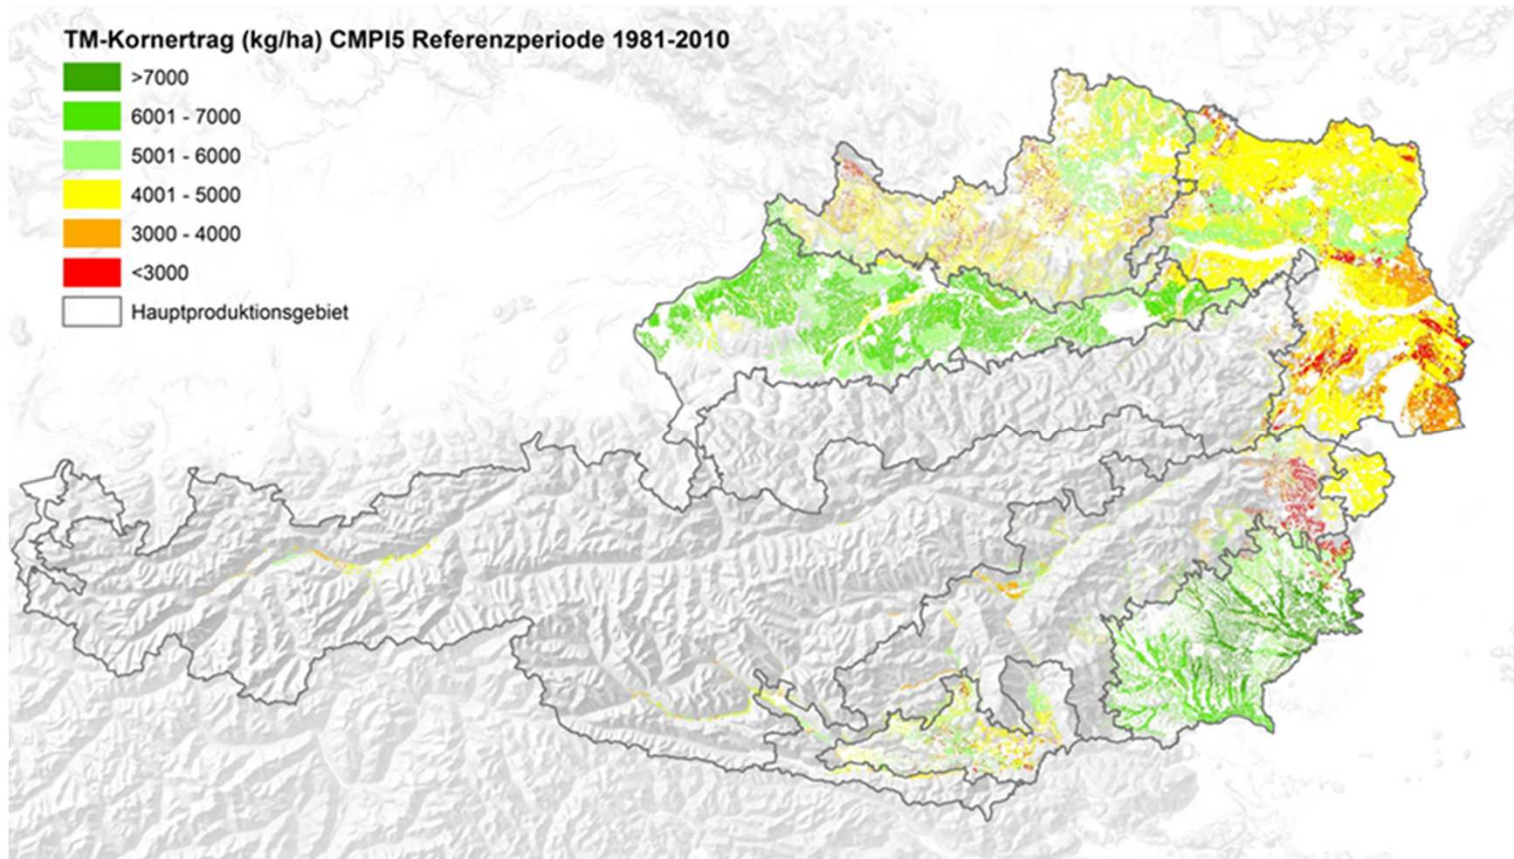 TM-Kornertrag (kg/ha) CMPI5 Referenzperiode 1981-2010
>7000
6001 - 7000
5001 - 6000
4001 - 5000
3000 - 4000
<3000
Hauptproduktionsgebiet